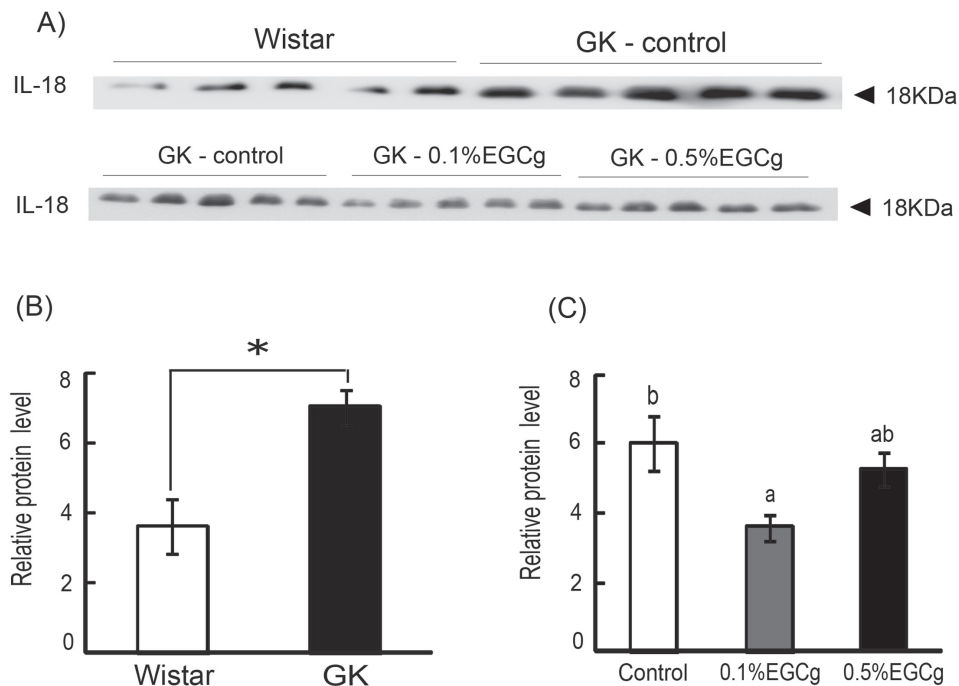 A)
Wistar GK - control
IL-18 18KDa
GK - control GK - 0.1%EGCg GK - 0.5%EGCg
IL-18 18KDa
(B)
*
Relative protein level
8
6
4
2
0
Wistar GK
(C)
Relative protein level
8
6
4
2
0
b
a
ab
Control 0.1%EGCg 0.5%EGCg